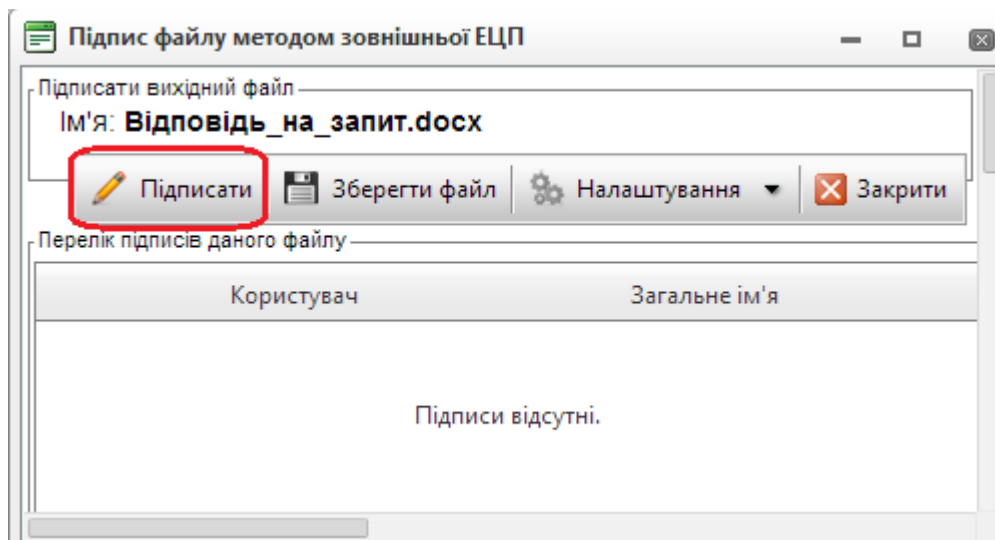 Підпис файлу методом зовнішньої ЕЦП
Підписати вихідний файл
Ім'я: Відповідь_на_запит.docx
Підписати Зберегти файл Налаштування Закрити
Перелік підписів даного файлу
Користувач Загальне ім'я
Підписи відсутні.